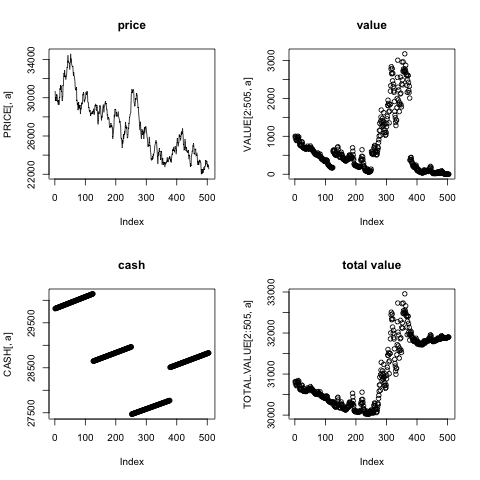 price
PRICE[, a]
34000
30000
26000
22000
0 100 200 300 400 500
Index
value
VALUE[2:505, a]
3000
2000
1000
0
0 100 200 300 400 500
Index
cash
CASH[, a]
29500
28500
27500
0 100 200 300 400 500
Index
total value
TOTAL.VALUE[2:505, a]
33000
32000
31000
30000
0 100 200 300 400 500
Index